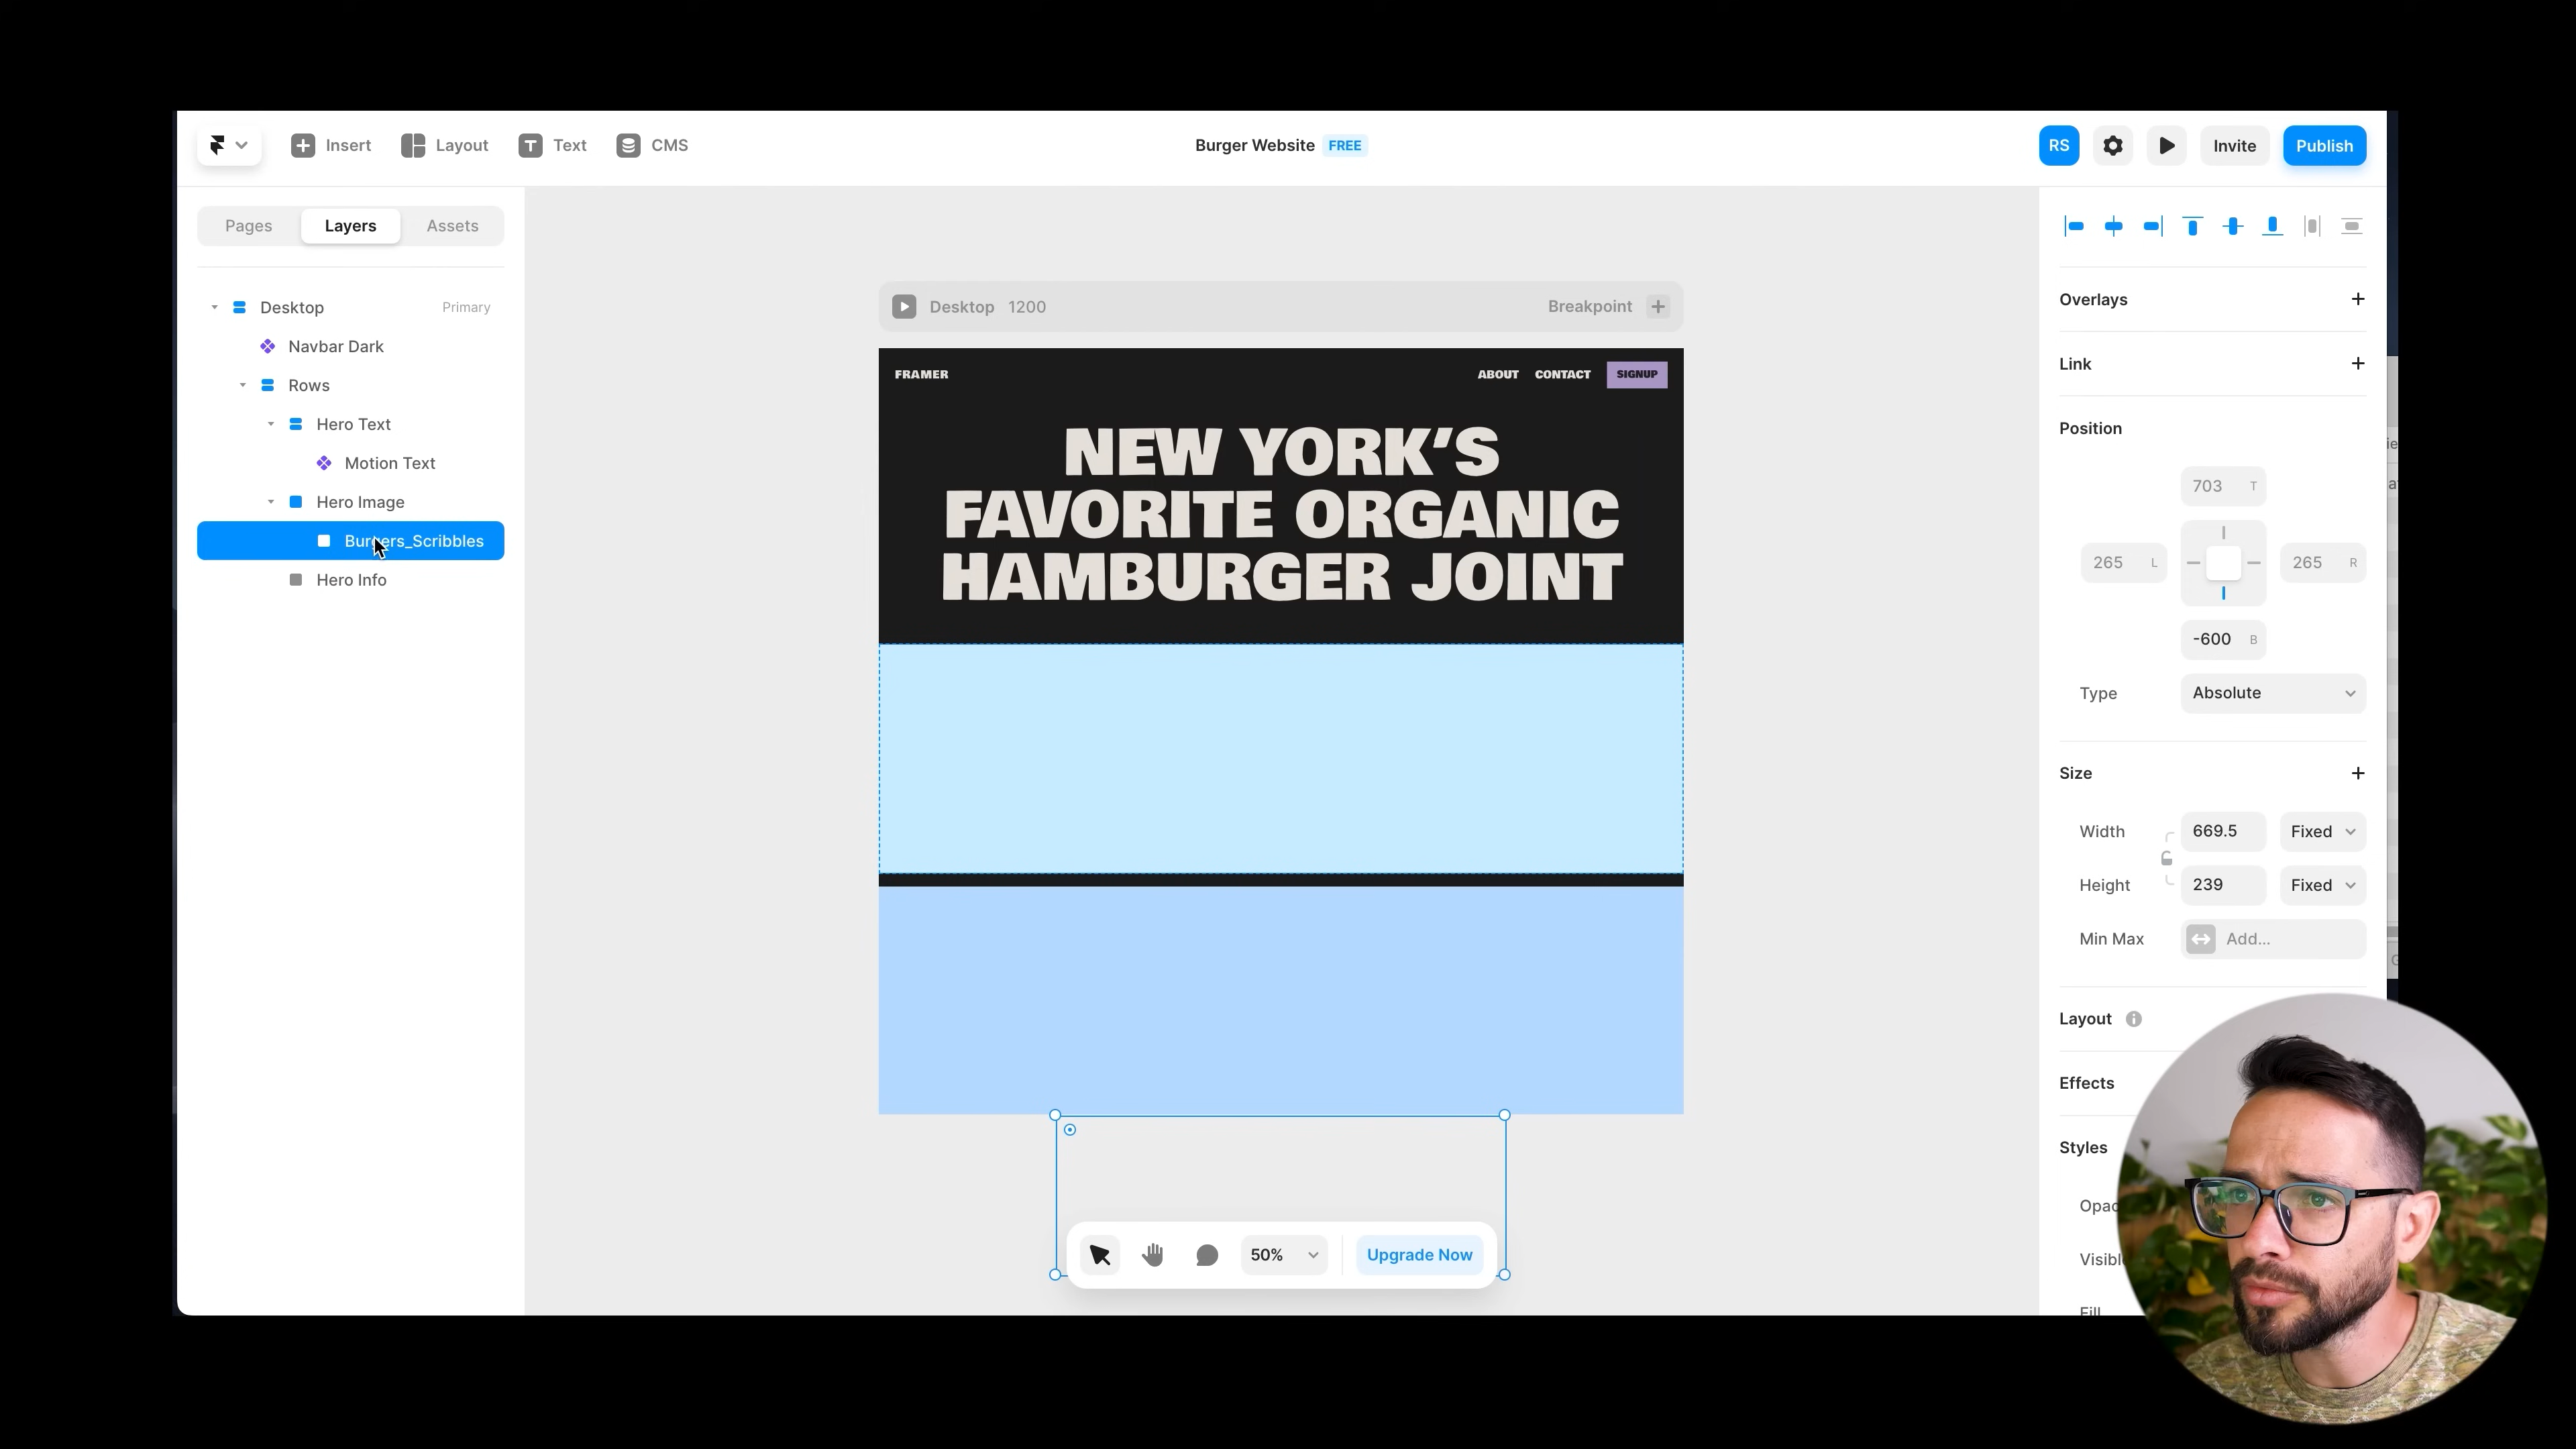 Insert
Layout
Text
CMS
Burger Website FREE
RS
Invite
Publish
Pages
Layers
Assets
Desktop Primary
Navbar Dark
Rows
Hero Text
Motion Text
Hero Image
Burgers_Scribbles
Hero Info
Desktop 1200
Breakpoint
FRAMER
ABOUT CONTACT SIGNUP
NEW YORK'S
FAVORITE ORGANIC
HAMBURGER JOINT
50%
Upgrade Now
Overlays
Link
Position
703 T
265 L
265 R
-600 B
Type Absolute
Size
Width 669.5 Fixed
Height 239 Fixed
Min Max Add...
Layout
Effects
Styles
Opac
Visibl
Fill